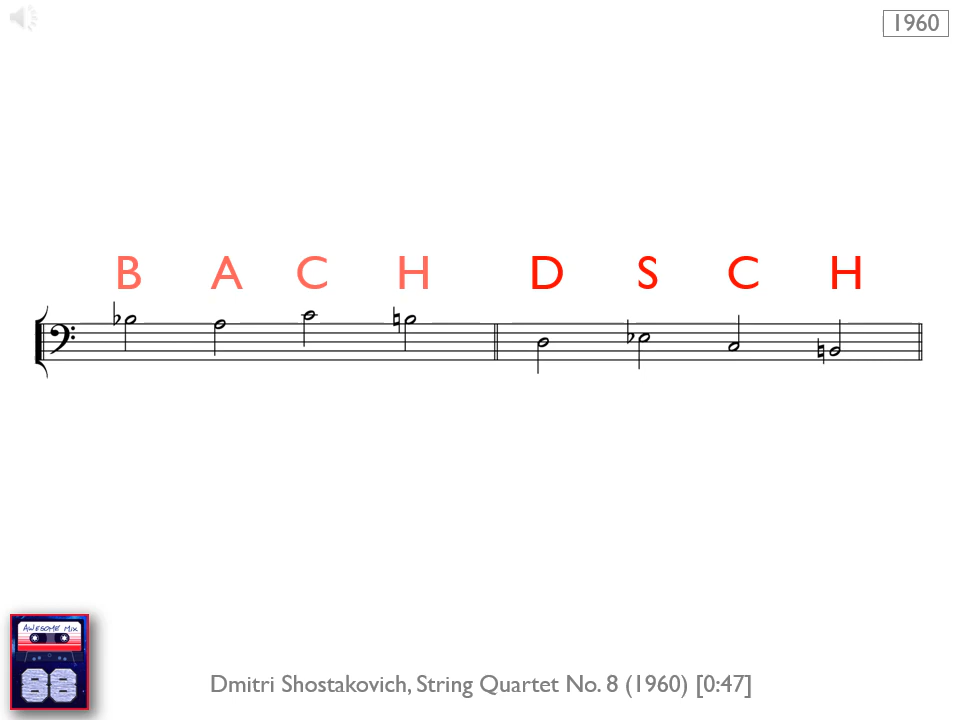 1960
B A C H D S C H
AWESOME MIX
88
Dmitri Shostakovich, String Quartet No. 8 (1960) [0:47]